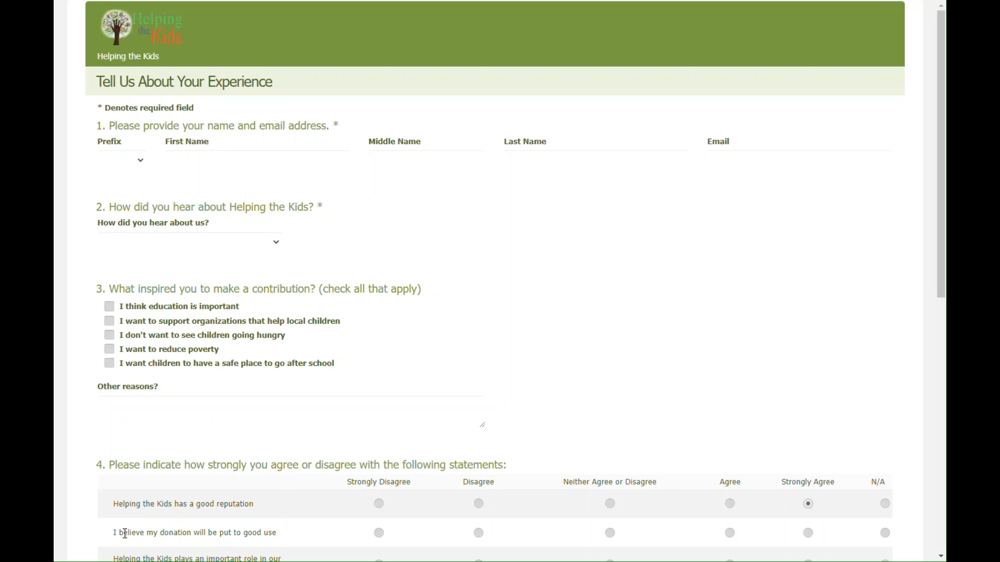 Helping
the Kids
Helping the Kids
Tell Us About Your Experience
* Denotes required field
1. Please provide your name and email address. *
Prefix First Name Middle Name Last Name Email
2. How did you hear about Helping the Kids? *
How did you hear about us?
3. What inspired you to make a contribution? (check all that apply)
I think education is important
I want to support organizations that help local children
I don't want to see children going hungry
I want to reduce poverty
I want children to have a safe place to go after school
Other reasons?
4. Please indicate how strongly you agree or disagree with the following statements:
Strongly Disagree Disagree Neither Agree or Disagree Agree Strongly Agree N/A
Helping the Kids has a good reputation
I believe my donation will be put to good use
Helping the Kids plays an important role in our